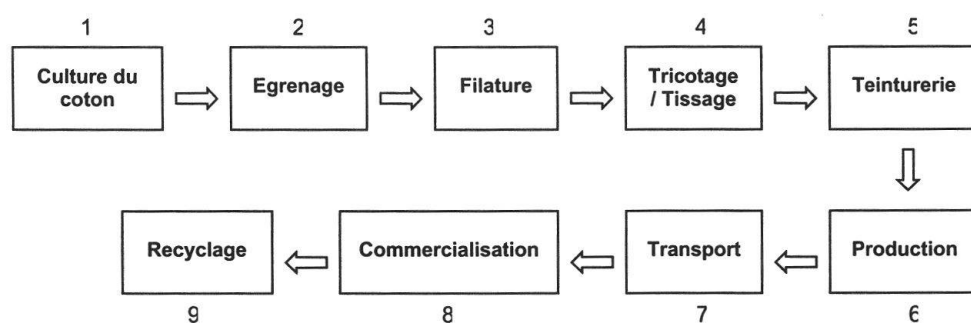 1 2 3 4 5
Culture du
coton
Egrenage
Filature
Tricotage
/ Tissage
Teinturerie
Recyclage
Commercialisation
Transport
Production
9 8 7 6